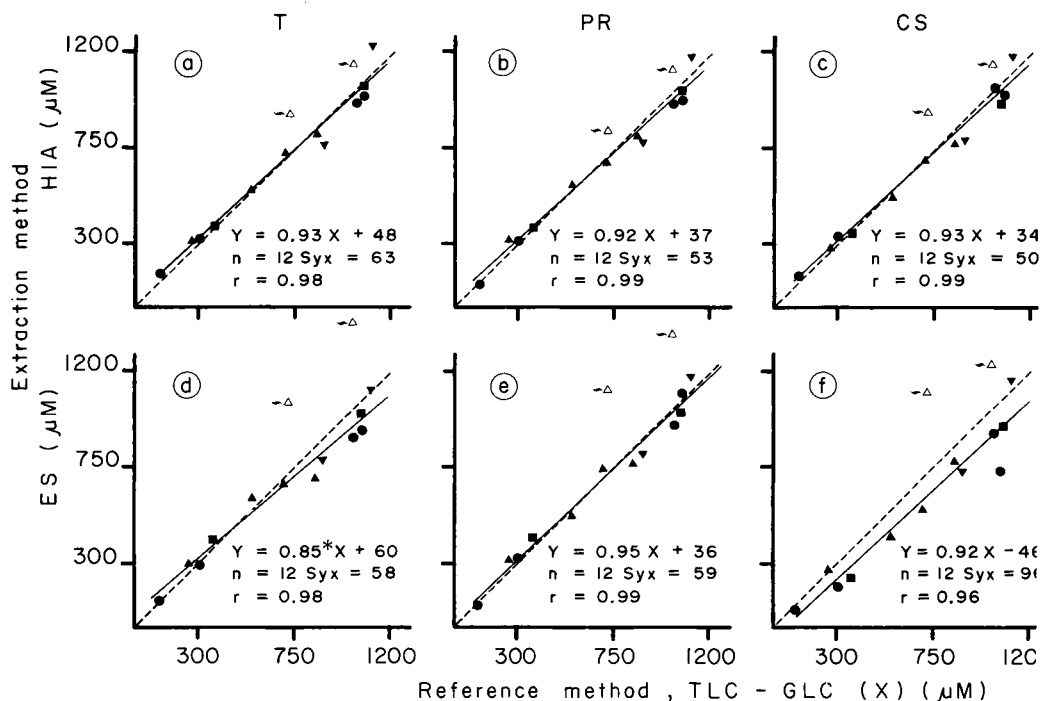 T PR CS
Extraction method
HIA (µM)
ES (µM)
1200
750
300
1200
750
300
a
Y = 0.93 X + 48
n = 12 Syx = 63
r = 0.98
b
Y = 0.92 X + 37
n = 12 Syx = 53
r = 0.99
c
Y = 0.93 X + 34
n = 12 Syx = 50
r = 0.99
d
Y = 0.85*X + 60
n = 12 Syx = 58
r = 0.98
e
Y = 0.95 X + 36
n = 12 Syx = 59
r = 0.99
f
Y = 0.92 X - 46
n = 12 Syx = 96
r = 0.96
300 750 1200 300 750 1200 300 750 120
Reference method, TLC - GLC (X) (µM)